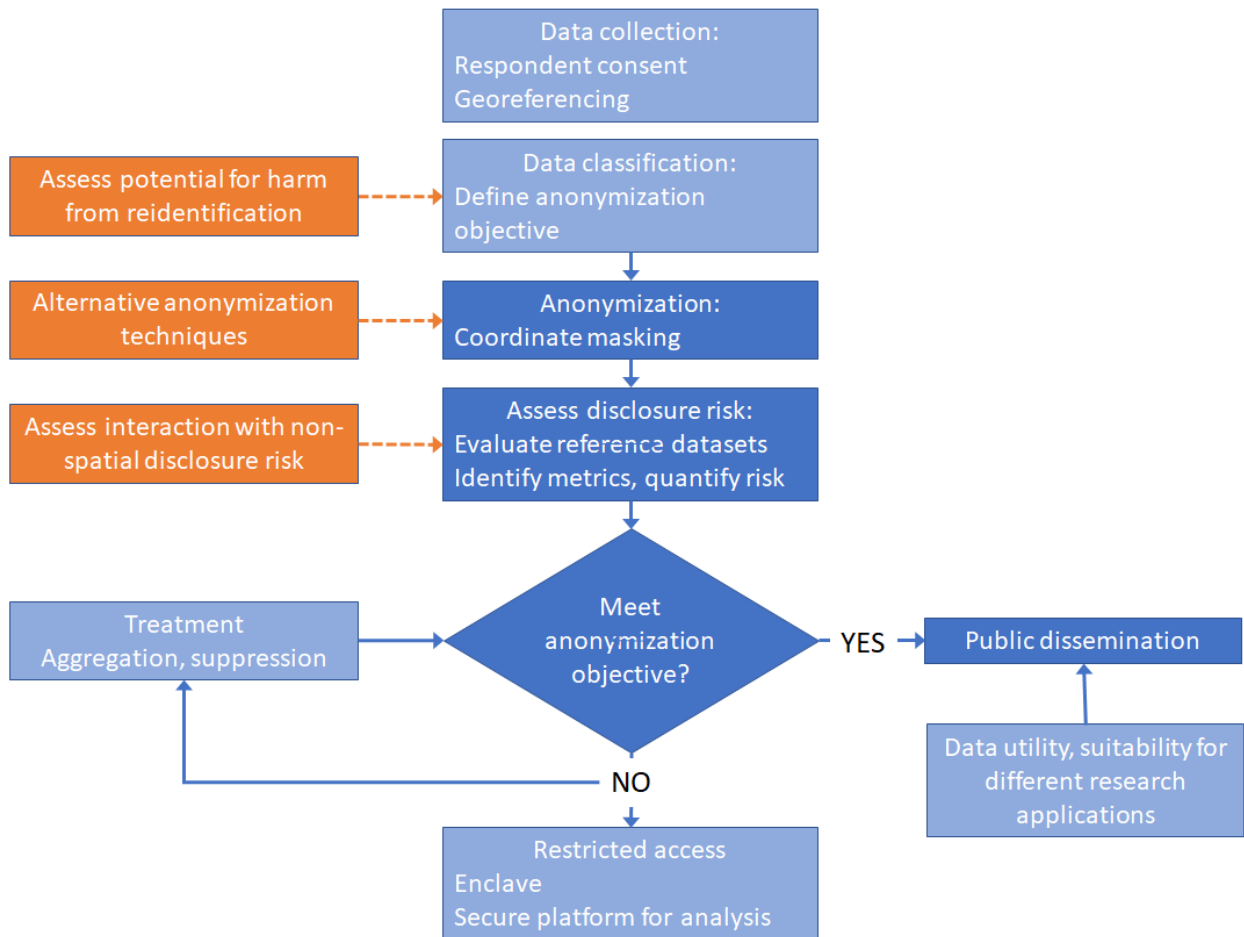 Data collection:
Respondent consent
Georeferencing
Assess potential for harm
from reidentification
Data classification:
Define anonymization
objective
Alternative anonymization
techniques
Anonymization:
Coordinate masking
Assess interaction with non-
spatial disclosure risk
Assess disclosure risk:
Evaluate reference datasets
Identify metrics, quantify risk
Treatment
Aggregation, suppression
Meet
anonymization
objective?
YES
Public dissemination
Data utility, suitability for
different research
applications
NO
Restricted access
Enclave
Secure platform for analysis